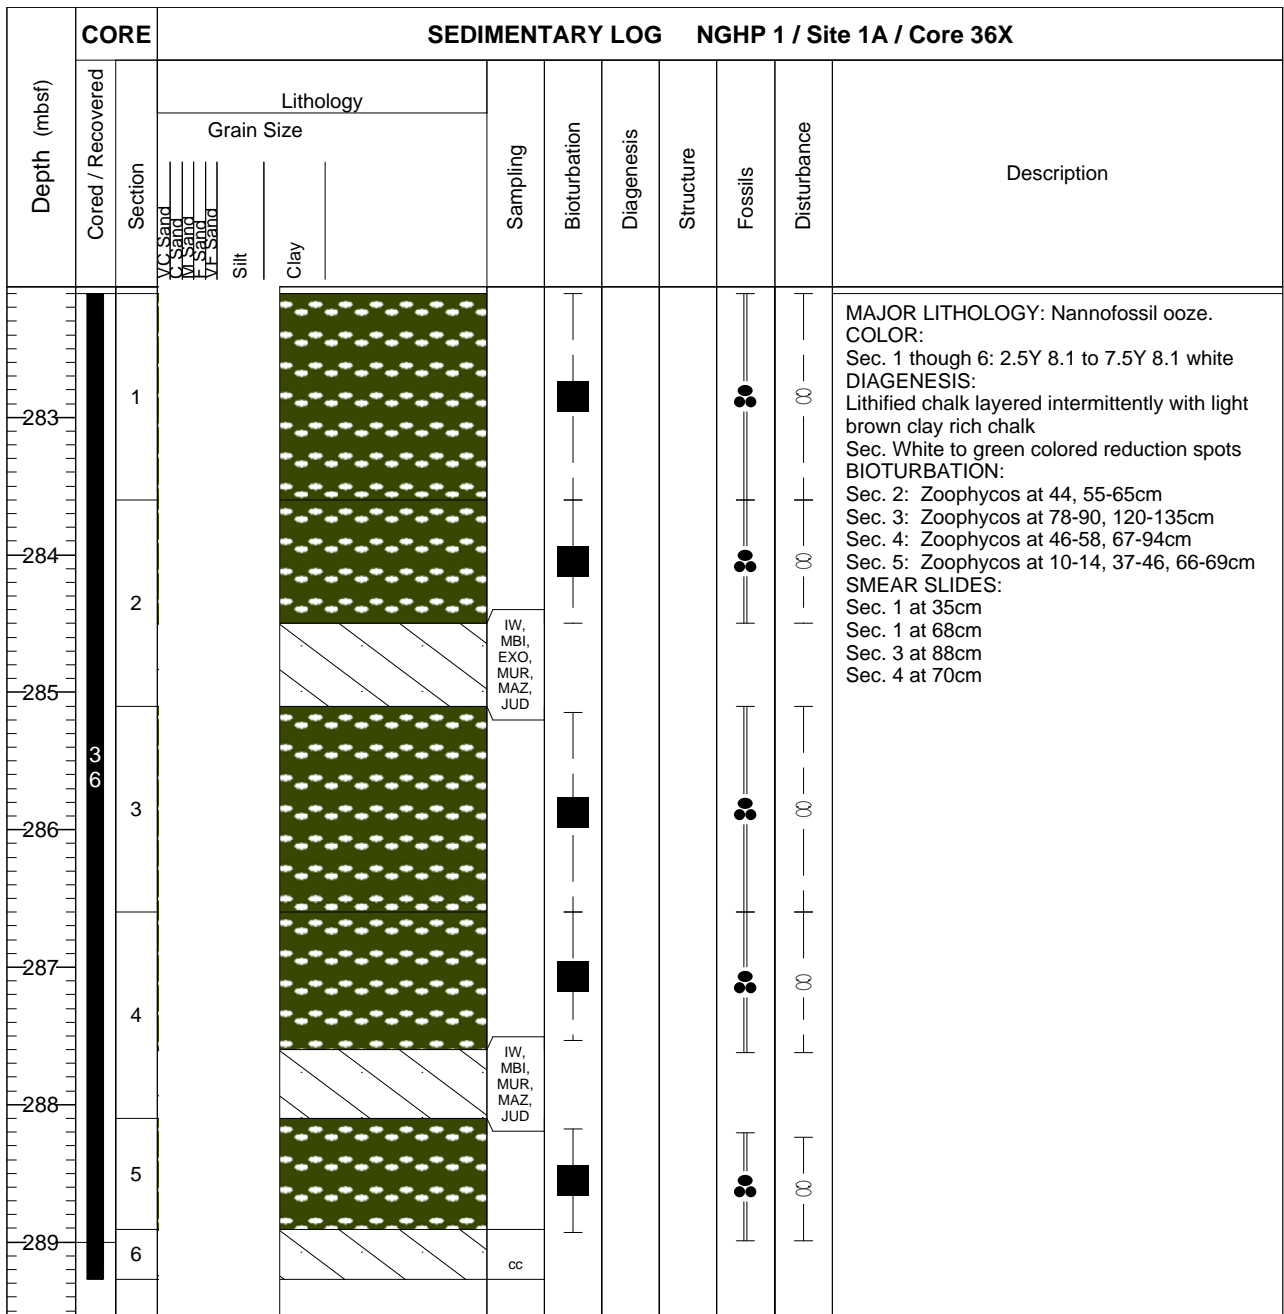 CORE
SEDIMENTARY LOG NGHP 1 / Site 1A / Core 36X
Depth (mbsf)
Cored / Recovered
Section
Lithology
Grain Size
VC Sand
C Sand
M Sand
F Sand
VF Sand
Silt
Clay
Sampling
Bioturbation
Diagenesis
Structure
Fossils
Disturbance
Description
283
284
285
286
287
288
289
3
6
1
2
3
4
5
6
IW,
MBI,
EXO,
MUR,
MAZ,
JUD
IW,
MBI,
MUR,
MAZ,
JUD
cc
MAJOR LITHOLOGY: Nannofossil ooze.
COLOR:
Sec. 1 though 6: 2.5Y 8.1 to 7.5Y 8.1 white
DIAGENESIS:
Lithified chalk layered intermittently with light
brown clay rich chalk
Sec. White to green colored reduction spots
BIOTURBATION:
Sec. 2: Zoophycos at 44, 55-65cm
Sec. 3: Zoophycos at 78-90, 120-135cm
Sec. 4: Zoophycos at 46-58, 67-94cm
Sec. 5: Zoophycos at 10-14, 37-46, 66-69cm
SMEAR SLIDES:
Sec. 1 at 35cm
Sec. 1 at 68cm
Sec. 3 at 88cm
Sec. 4 at 70cm